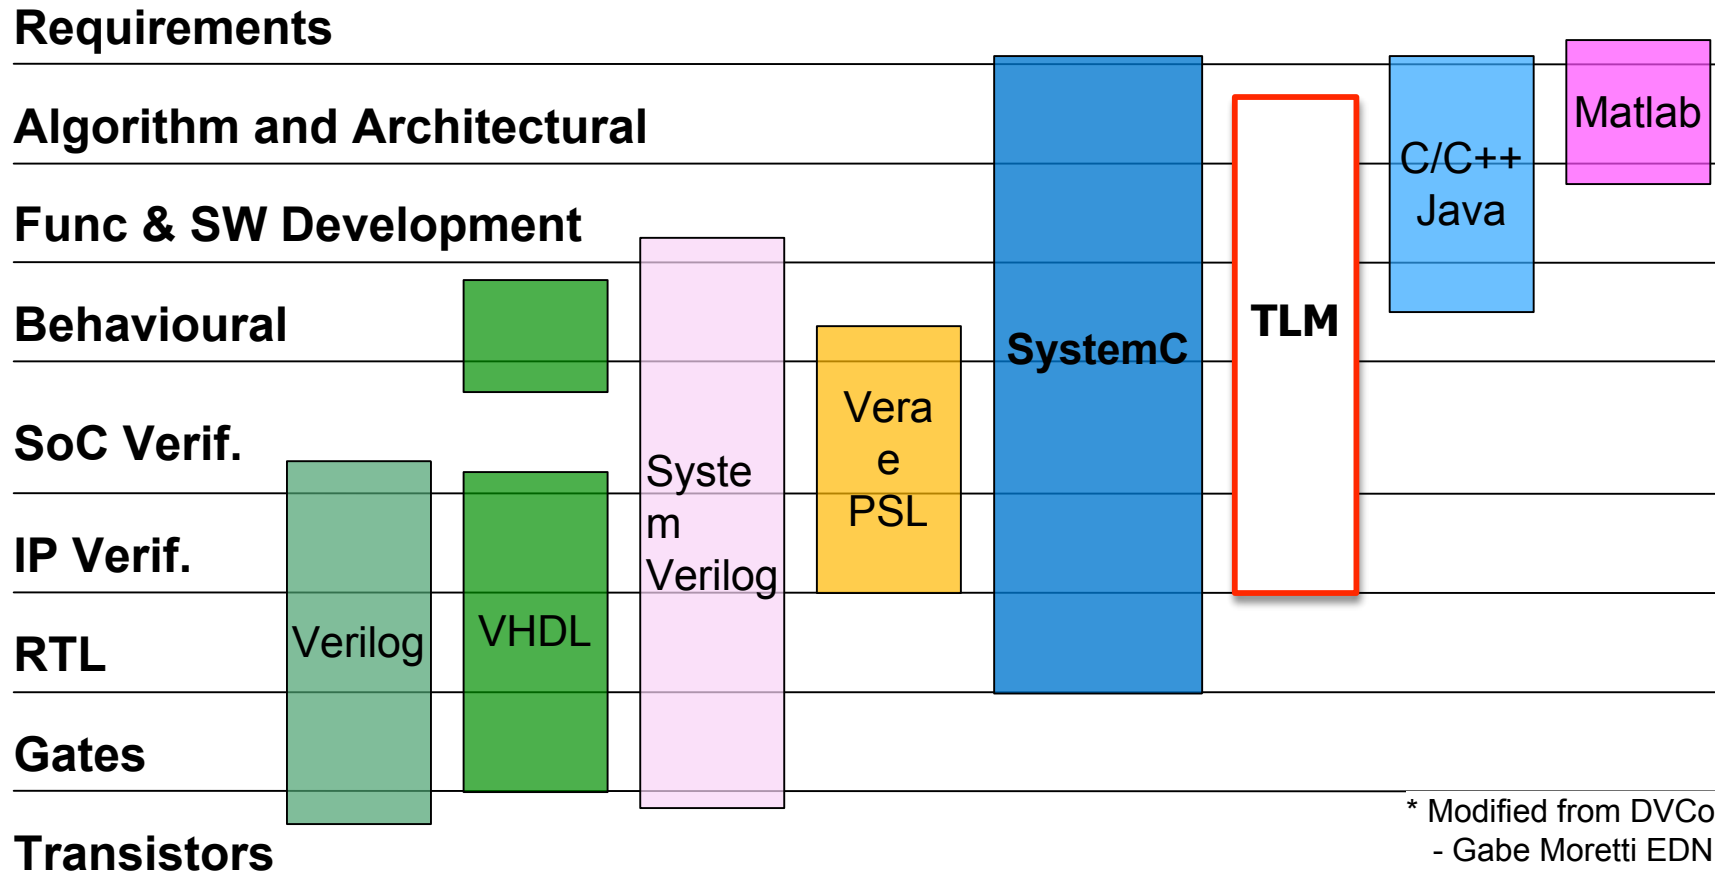 Requirements
Algorithm and Architectural
Func & SW Development
Behavioural
SoC Verif.
IP Verif.
RTL
Gates
Transistors
Verilog
VHDL
Syste
m
Verilog
Vera
e
PSL
SystemC
TLM
C/C++
Java
Matlab
* Modified from DVCo
- Gabe Moretti EDN